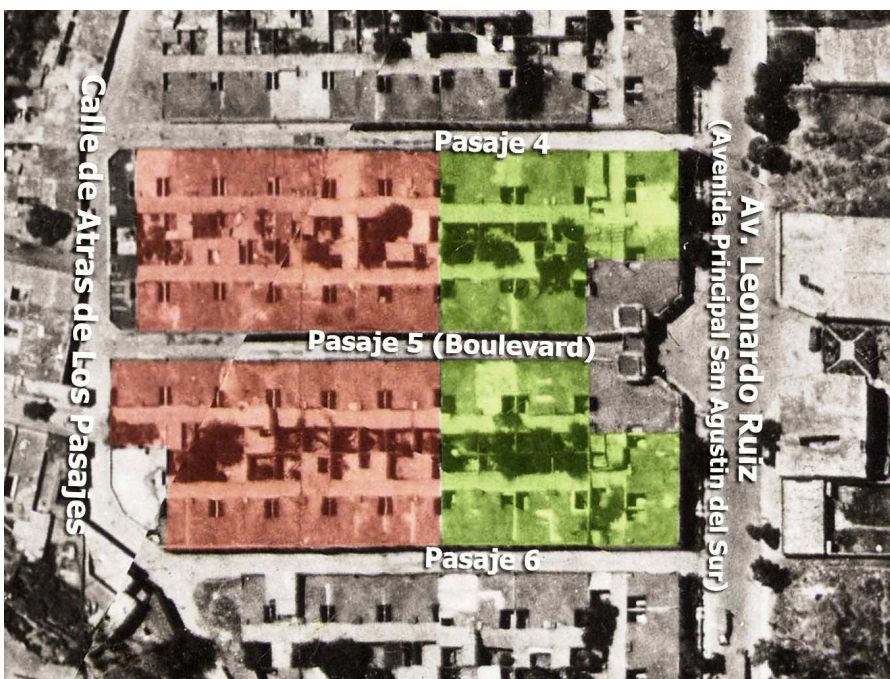 Pasaje 4
Calle de Atras de Los Pasajes
Pasaje 5 (Boulevard)
Av. Leonardo Ruiz
(Avenida Principal San Agustin del Sur)
Pasaje 6